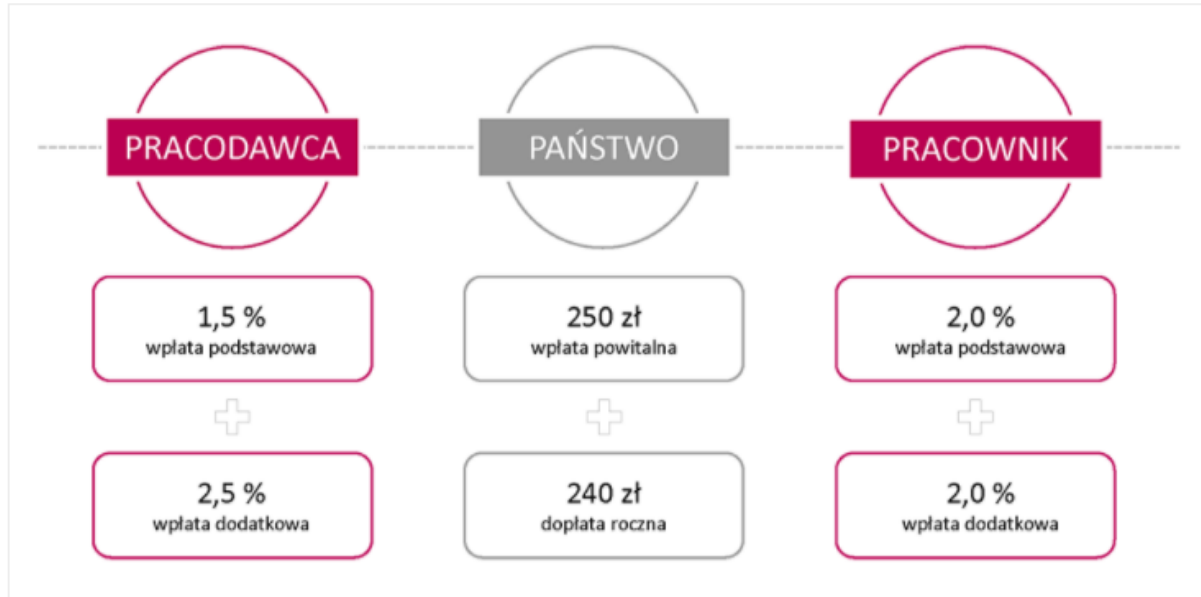 PRACODAWCA
PAŃSTWO
PRACOWNIK
1,5 %
wpłata podstawowa
250 zł
wpłata powitalna
2,0 %
wpłata podstawowa
2,5 %
wpłata dodatkowa
240 zł
dopłata roczna
2,0 %
wpłata dodatkowa